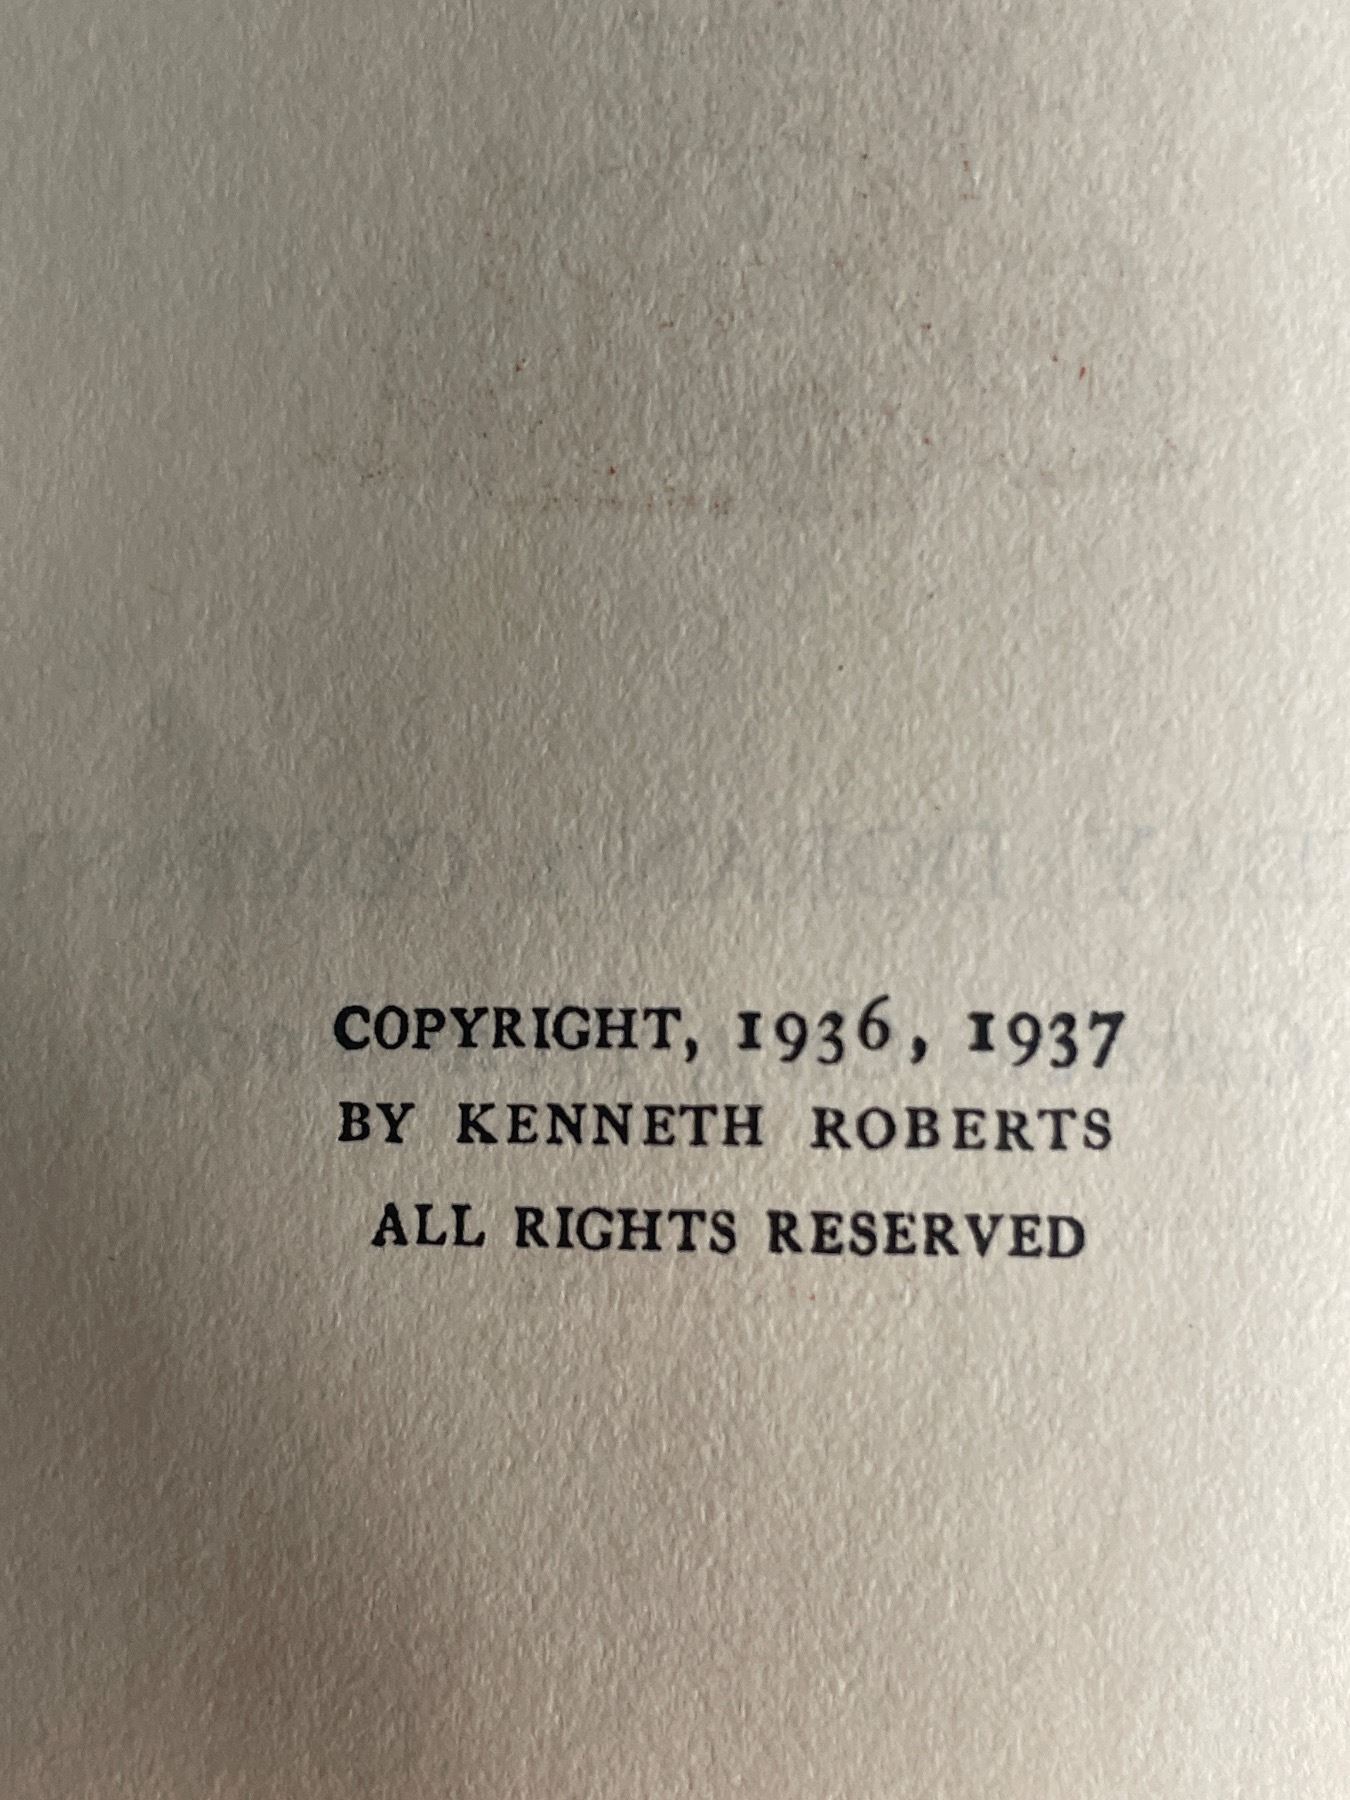 COPYRIGHT, 1936, 1937
BY KENNETH ROBERTS
ALL RIGHTS RESERVED